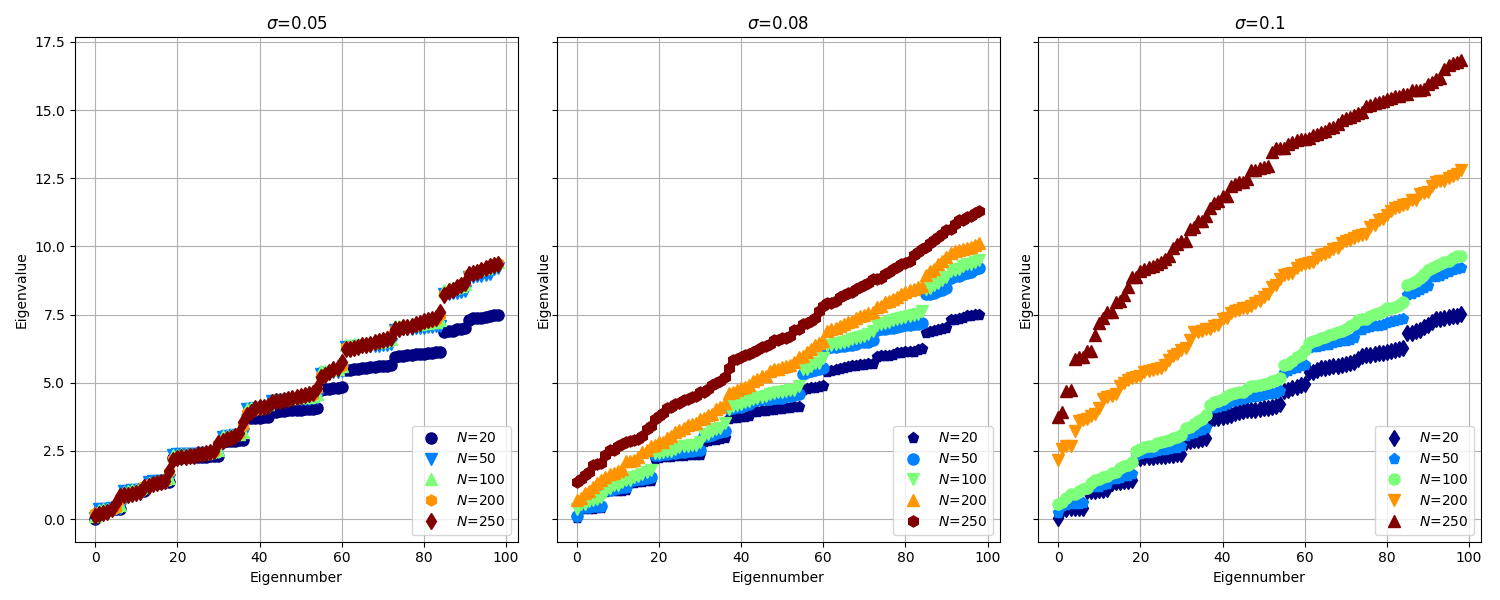 σ=0.05
σ=0.08
σ=0.1
17.5
15.0
12.5
10.0
7.5
5.0
2.5
0.0
Eigenvalue
Eigenvalue
Eigenvalue
N=20
N=50
N=100
N=200
N=250
N=20
N=50
N=100
N=200
N=250
N=20
N=50
N=100
N=200
N=250
0 20 40 60 80 100
0 20 40 60 80 100
0 20 40 60 80 100
Eigennumber
Eigennumber
Eigennumber